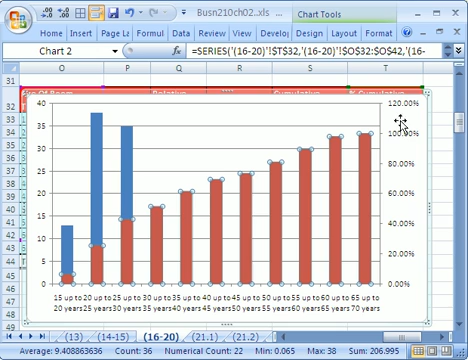 Busn210ch02...xls
Chart Tools
Home Insert Page La Formul Data Review View Develo Design Layout Format
Chart 2
=SERIES('(16-20)'!$T$32,'(16-20)'!$O$32:$O$42,'(16-
O P Q R S T
31
32
33
34
35
36
37
38
39
40
41
42
43
44
45
46
47
48
49
Relative
Cumulative
40
35
30
25
20
15
10
5
0
120.00%
100.00%
80.00%
60.00%
40.00%
20.00%
0.00%
15 up to 20 up to 25 up to 30 up to 35 up to 40 up to 45 up to 50 up to 55 up to 60 up to 65 up to
20 years 25 years 30 years 35 years 40 years 45 years 50 years 55 years 60 years 65 years 70 years
(13) (14-15) (16-20) (21.1) (21.2)
Average: 9.408863636 Count: 36 Numerical Count: 22 Min: 0.065 Max: 38 Sum: 206.995